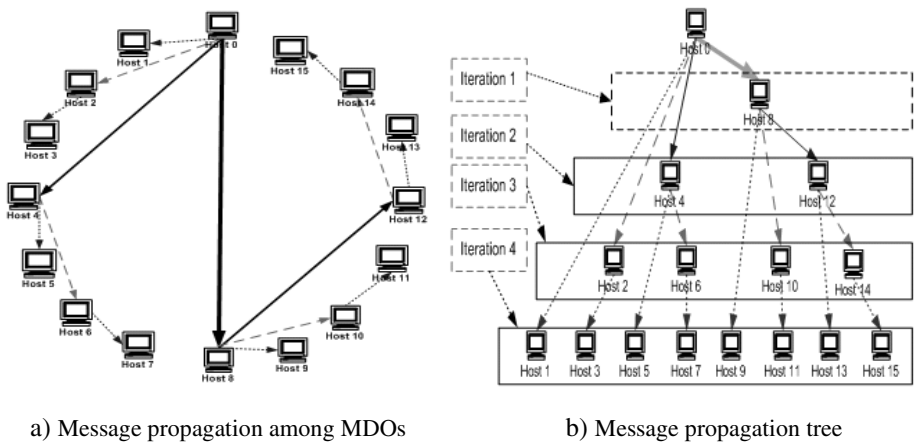 Host 0
Host 1
Host 2
Host 3
Host 4
Host 5
Host 6
Host 7
Host 8
Host 9
Host 10
Host 11
Host 12
Host 13
Host 14
Host 15
a) Message propagation among MDOs
Host 0
Iteration 1
Host 8
Iteration 2
Host 4
Host 12
Iteration 3
Host 2
Host 6
Host 10
Host 14
Iteration 4
Host 1
Host 3
Host 5
Host 7
Host 9
Host 11
Host 13
Host 15
b) Message propagation tree